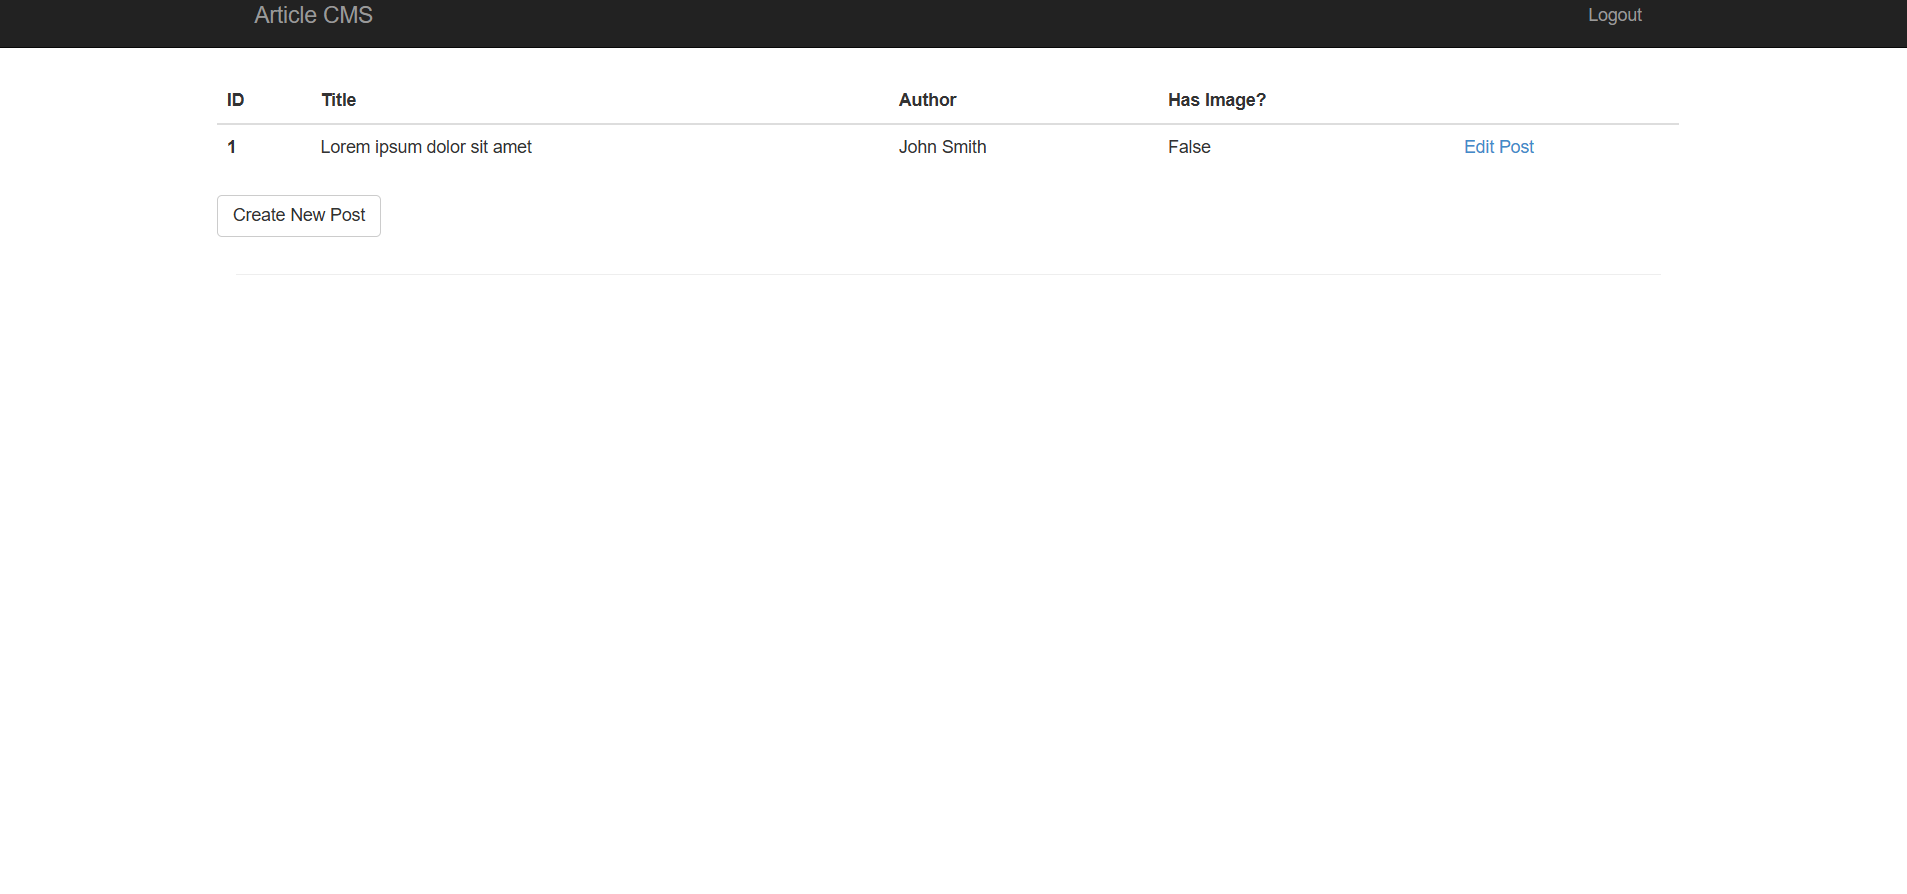 Article CMS Logout
ID Title Author Has Image?
1 Lorem ipsum dolor sit amet John Smith False Edit Post
Create New Post